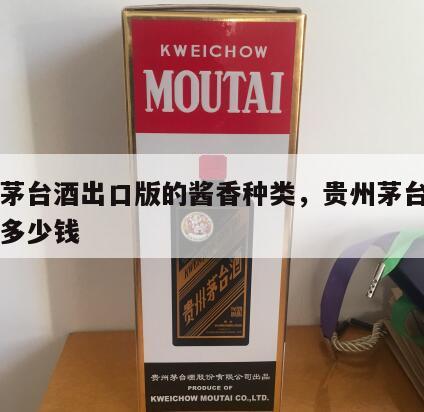 KWEICHOW
MOUTAI
茅台酒出口版的酱香种类，贵州茅台
多少钱
贵州茅台酒
贵州茅台酒股份有限公司出品
PRODUCE OF
KWEICHOW MOUTAI CO.,LTD.